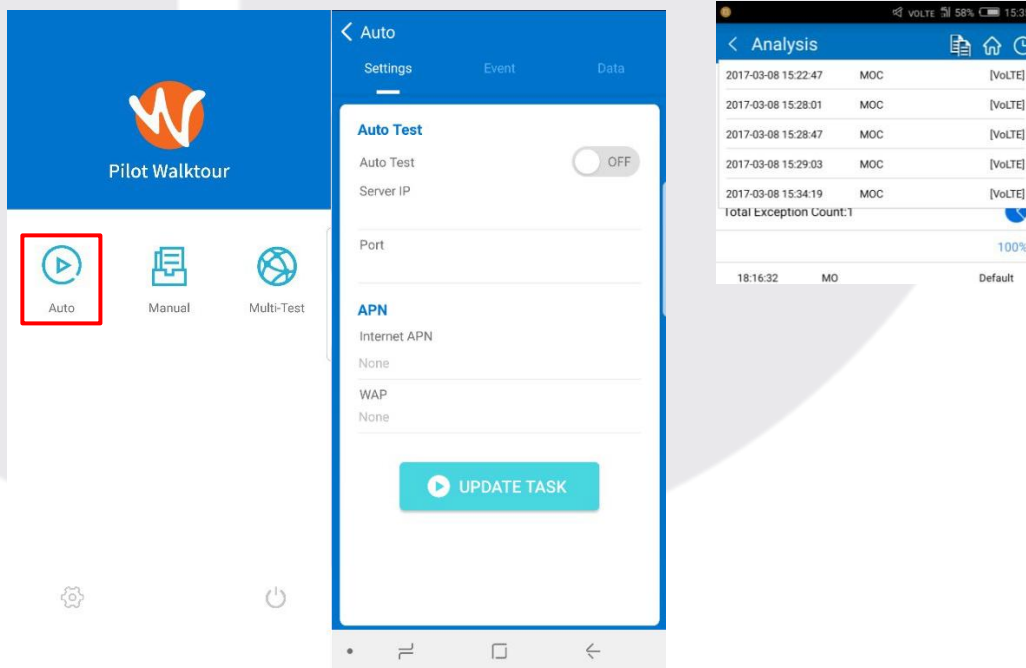 Pilot Walktour
Auto
Manual
Multi-Test
Auto
Settings Event Data
Auto Test
Auto Test OFF
Server IP
Port
APN
Internet APN
None
WAP
None
UPDATE TASK
VOLTE 58% 15:3
Analysis
2017-03-08 15:22:47 MOC [VoLTE]
2017-03-08 15:28:01 MOC [VoLTE]
2017-03-08 15:28:47 MOC [VoLTE]
2017-03-08 15:29:03 MOC [VoLTE]
2017-03-08 15:34:19 MOC [VoLTE]
Total Exception Count:1
100%
18:16:32 MO Default